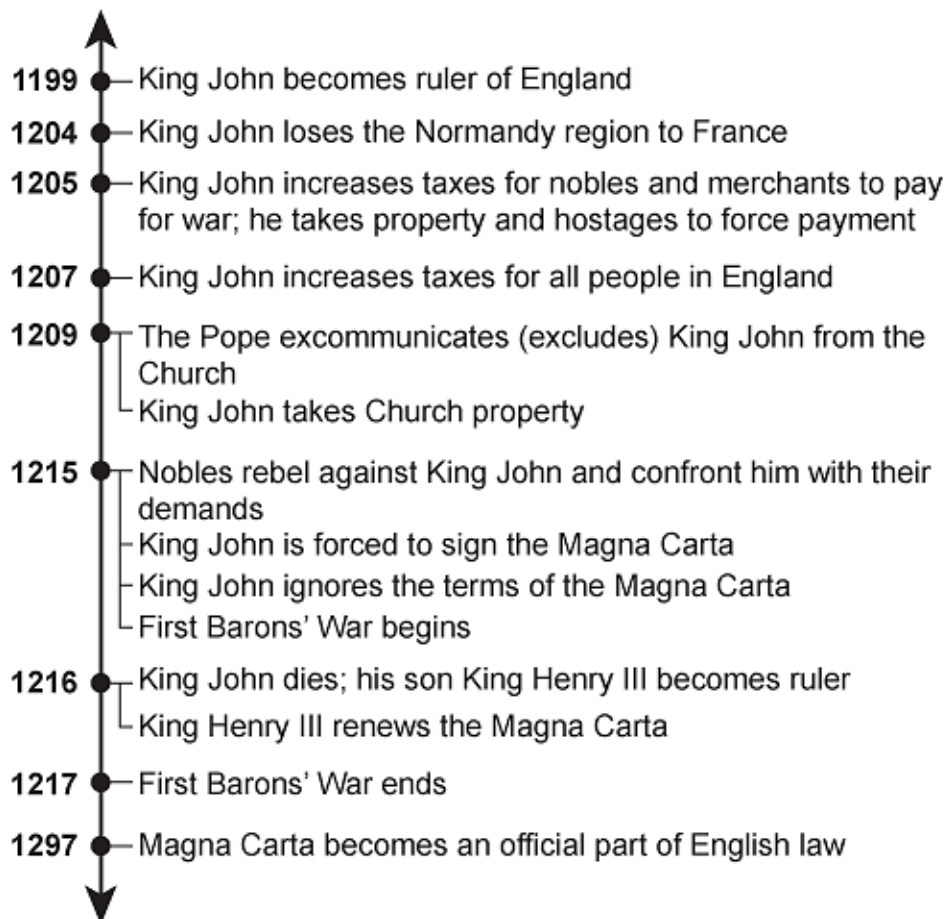 1199 King John becomes ruler of England
1204 King John loses the Normandy region to France
1205 King John increases taxes for nobles and merchants to pay
for war; he takes property and hostages to force payment
1207 King John increases taxes for all people in England
1209 The Pope excommunicates (excludes) King John from the
Church
King John takes Church property
1215 Nobles rebel against King John and confront him with their
demands
King John is forced to sign the Magna Carta
King John ignores the terms of the Magna Carta
First Barons’ War begins
1216 King John dies; his son King Henry III becomes ruler
King Henry III renews the Magna Carta
1217 First Barons’ War ends
1297 Magna Carta becomes an official part of English law